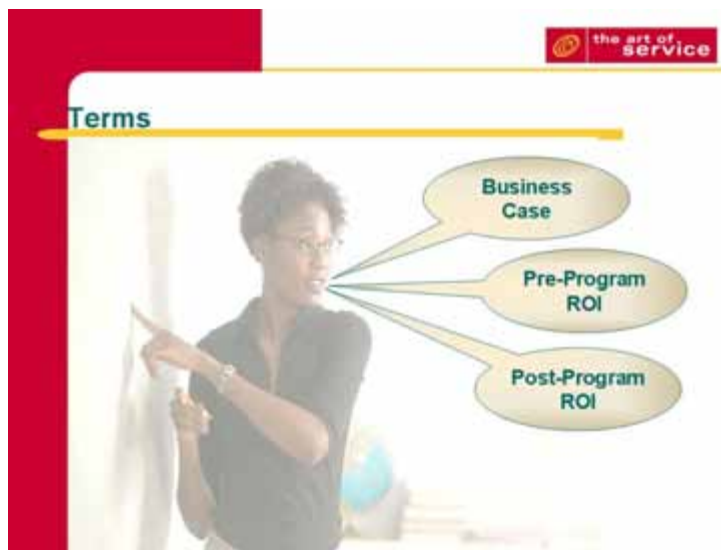 the art of
service
Terms
Business
Case
Pre-Program
ROI
Post-Program
ROI